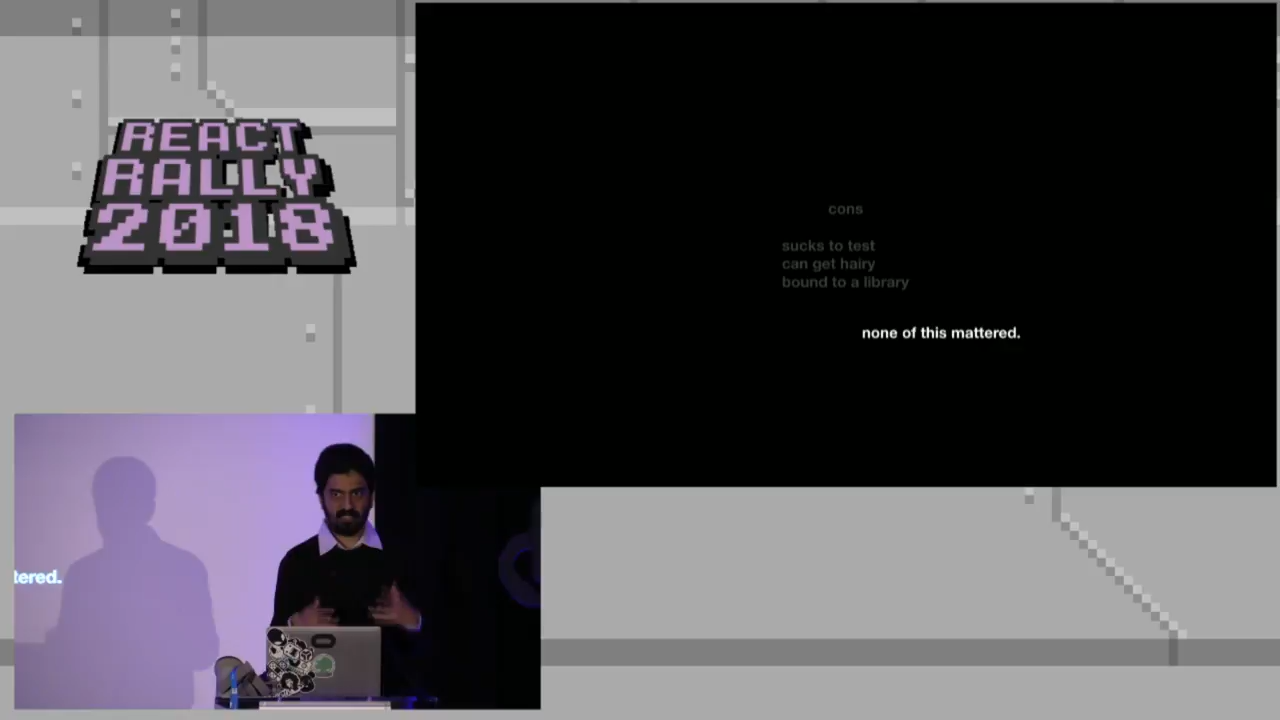 REACT
RALLY
2018
cons
sucks to test
can get hairy
bound to a library
none of this mattered.
tered.